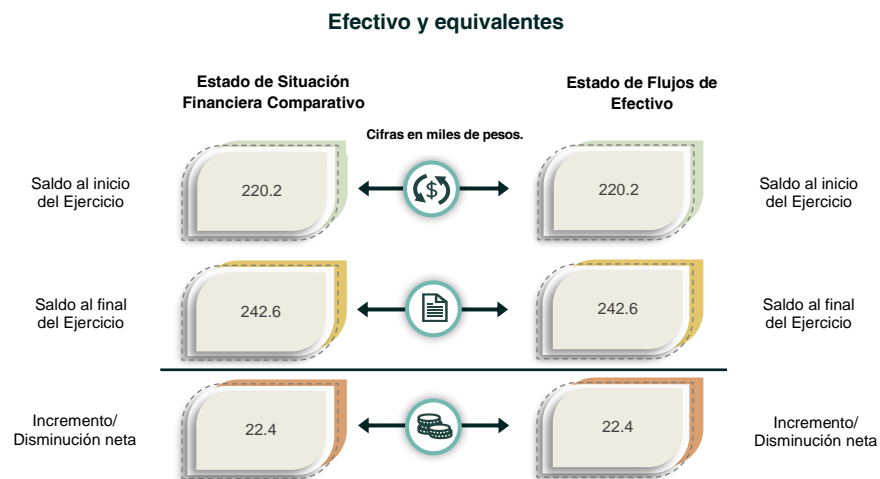 Efectivo y equivalentes
Estado de Situación
Financiera Comparativo
Estado de Flujos de
Efectivo
Cifras en miles de pesos.
Saldo al inicio
del Ejercicio
220.2
$
220.2
Saldo al inicio
del Ejercicio
Saldo al final
del Ejercicio
242.6
242.6
Saldo al final
del Ejercicio
Incremento/
Disminución neta
22.4
22.4
Incremento/
Disminución neta